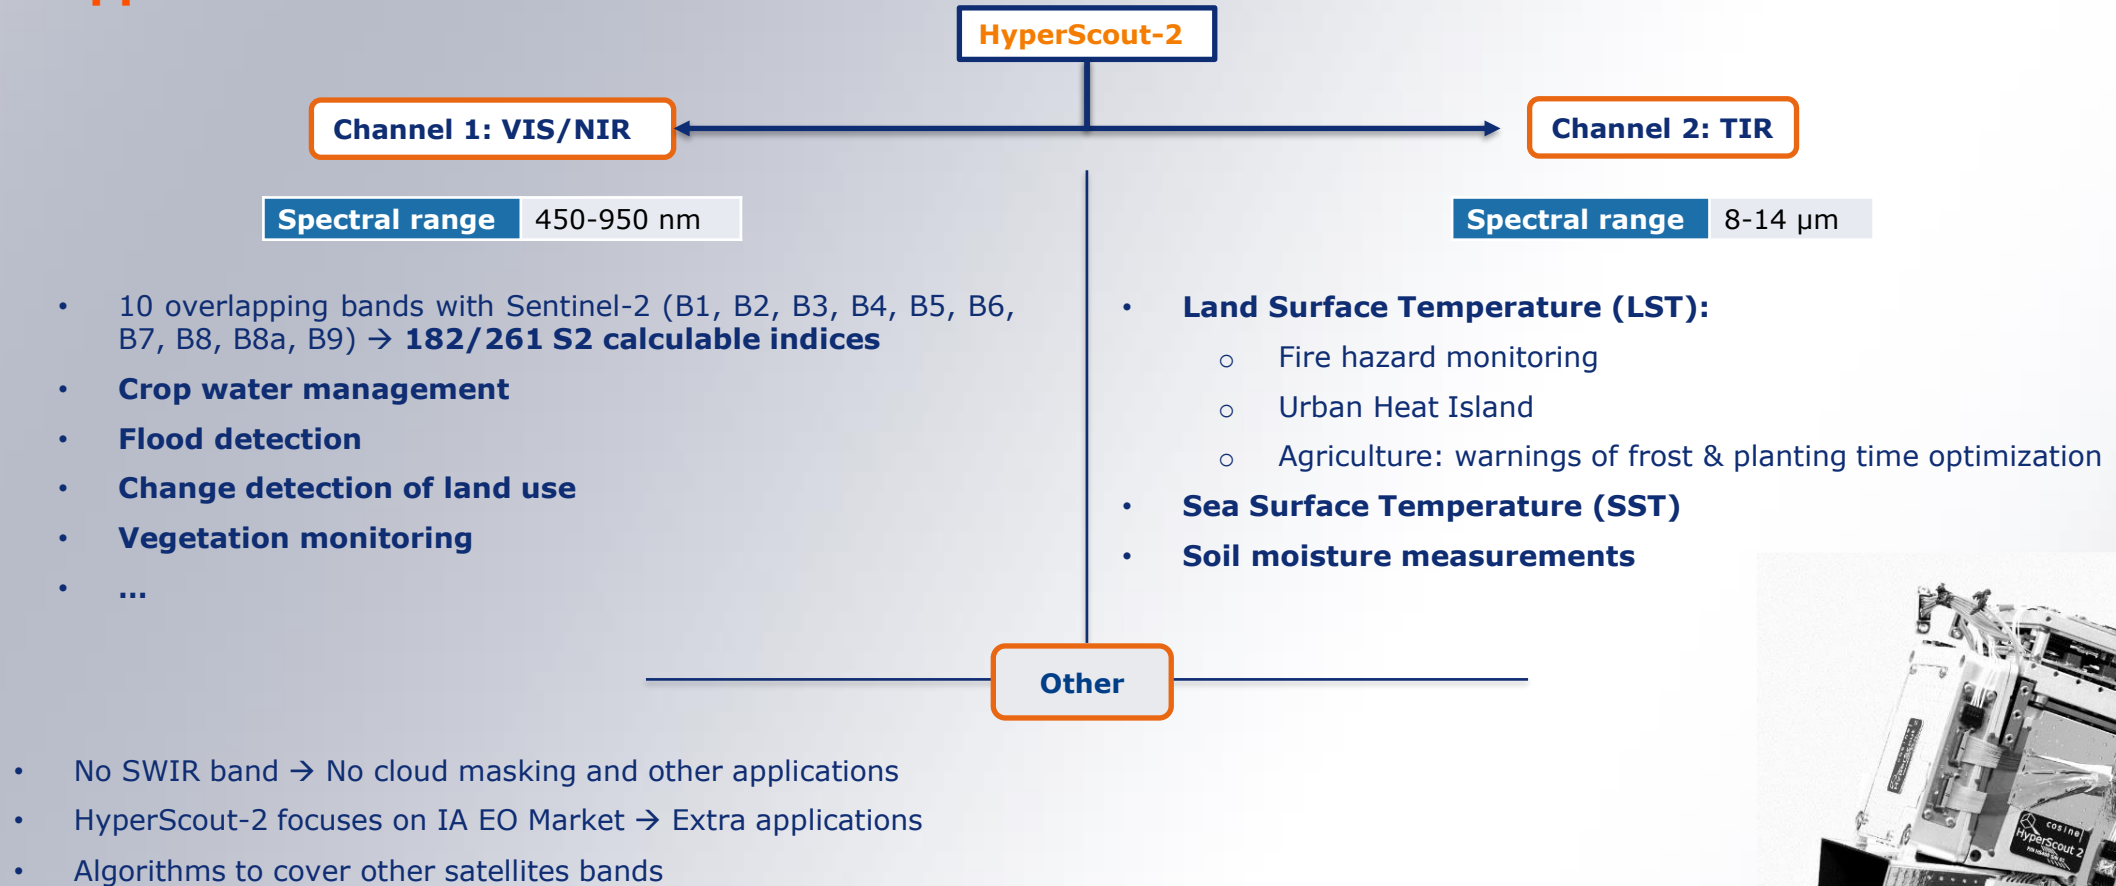 HyperScout-2
Channel 1: VIS/NIR
Channel 2: TIR
Spectral range 450-950 nm
Spectral range 8-14 µm
• 10 overlapping bands with Sentinel-2 (B1, B2, B3, B4, B5, B6,
B7, B8, B8a, B9) → 182/261 S2 calculable indices
• Crop water management
• Flood detection
• Change detection of land use
• Vegetation monitoring
• ...
• Land Surface Temperature (LST):
o Fire hazard monitoring
o Urban Heat Island
o Agriculture: warnings of frost & planting time optimization
• Sea Surface Temperature (SST)
• Soil moisture measurements
Other
• No SWIR band → No cloud masking and other applications
• HyperScout-2 focuses on IA EO Market → Extra applications
• Algorithms to cover other satellites bands
cosine
HyperScout 2